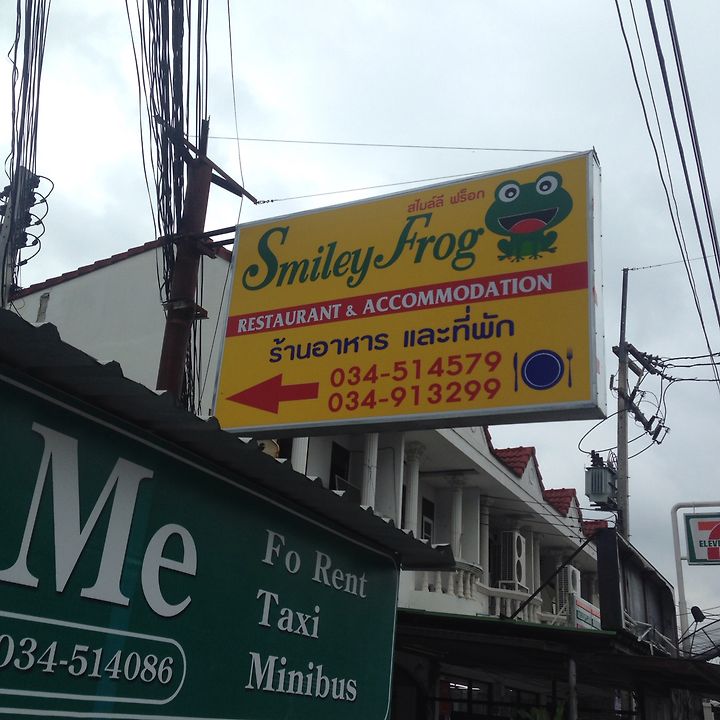 สไมล์ลี ฟร็อก
Smiley Frog
RESTAURANT & ACCOMMODATION
ร้านอาหาร และที่พัก
034-514579
034-913299
Me
Fo Rent
Taxi
Minibus
034-514086
7
ELEVE